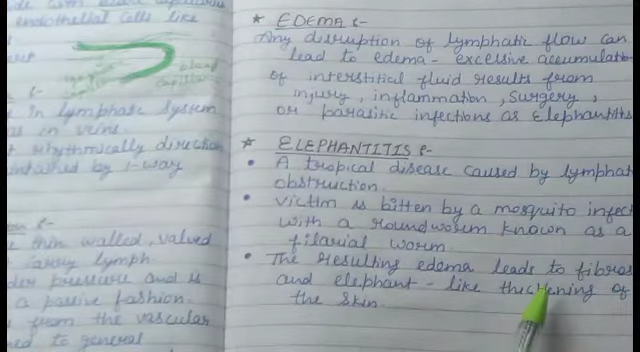 endothelial cells like
in lymphatic system
as in veins.
rhythmically direction
by 1-way
thin walled, valved
carry lymph.
pressure and is
a passive fashion.
from the vascular
to general
* EDEMA :-
Any disruption of lymphatic flow can
lead to edema - excessive accumulatio
of interstitial fluid results from
injury, inflammation, surgery,
or parasitic infections as Elephantitis
* ELEPHANTITIS :-
• A tropical disease caused by lymphat
obstruction.
• Victim is bitten by a mosquito infec
with a roundworm known as a
filarial worm.
• The resulting edema leads to fibros
and elephant - like thickening of
the skin.